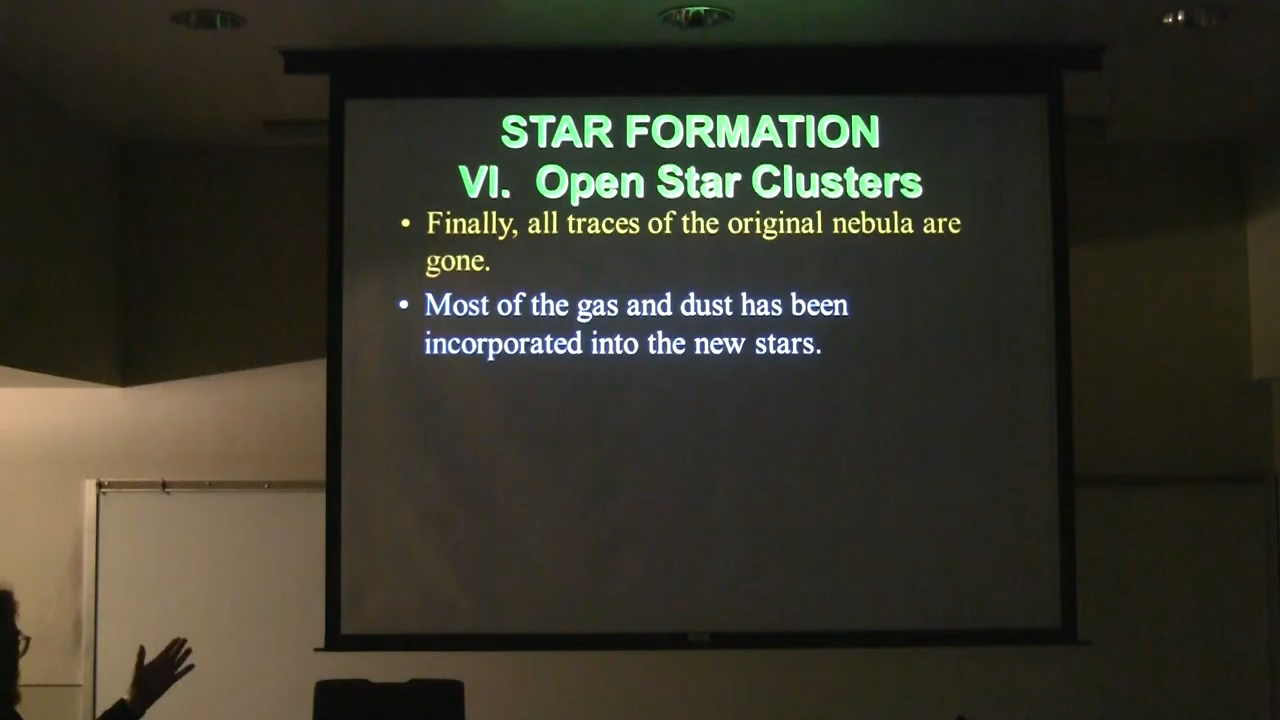 STAR FORMATION
VI. Open Star Clusters
• Finally, all traces of the original nebula are
gone.
• Most of the gas and dust has been
incorporated into the new stars.